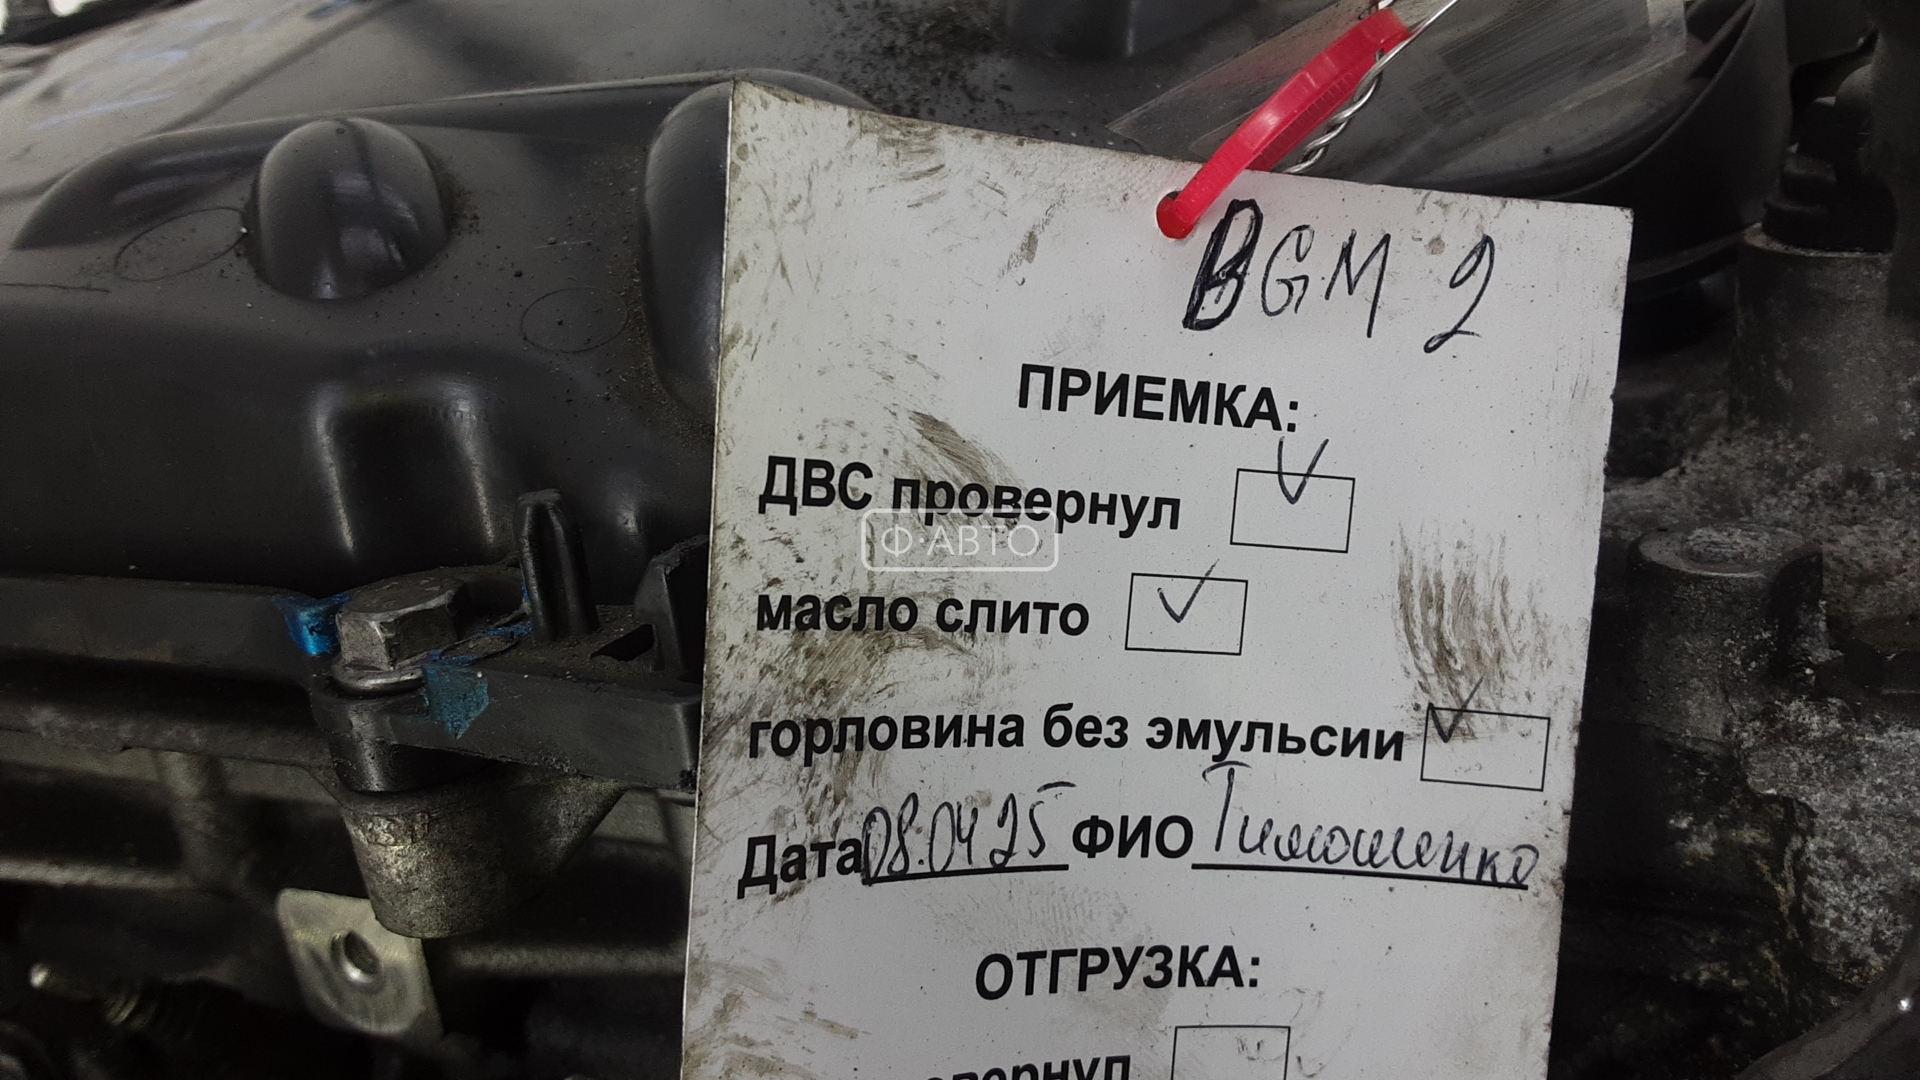 BGM 2
ПРИЕМКА:
ДВС провернул
Ф·АВТО
масло слито
горловина без эмульсии
Дата 08.04 25 ФИО Тимошенко
ОТГРУЗКА: